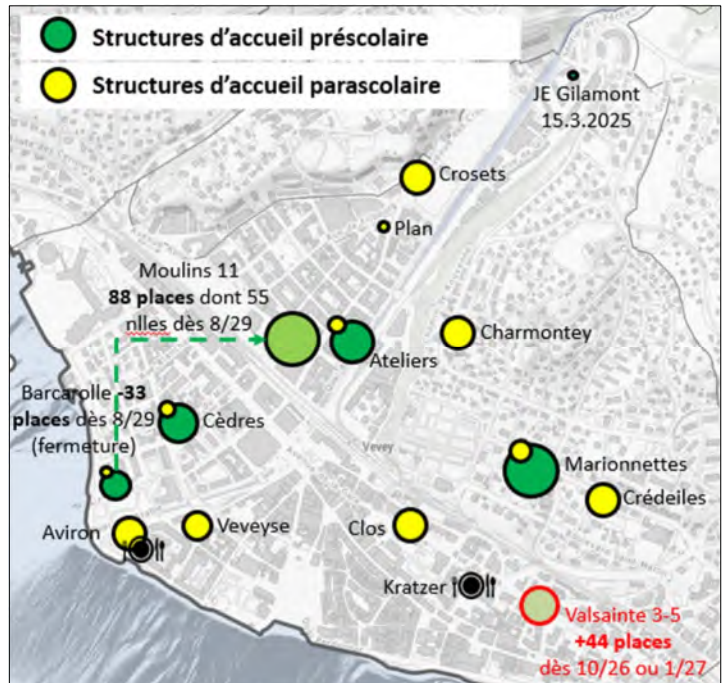 Structures d'accueil préscolaire
Structures d'accueil parascolaire
JE Gilamont
15.3.2025
Crosets
Plan
Moulins 11
88 places dont 55
nlles dès 8/29
Charmontey
Ateliers
Barcarolle -33
places dès 8/29
(fermeture)
Cèdres
Vevey
Marionnettes
Crédeiles
Aviron
Veveyse
Clos
Kratzer
Valsainte 3-5
+44 places
dès 10/26 ou 1/27